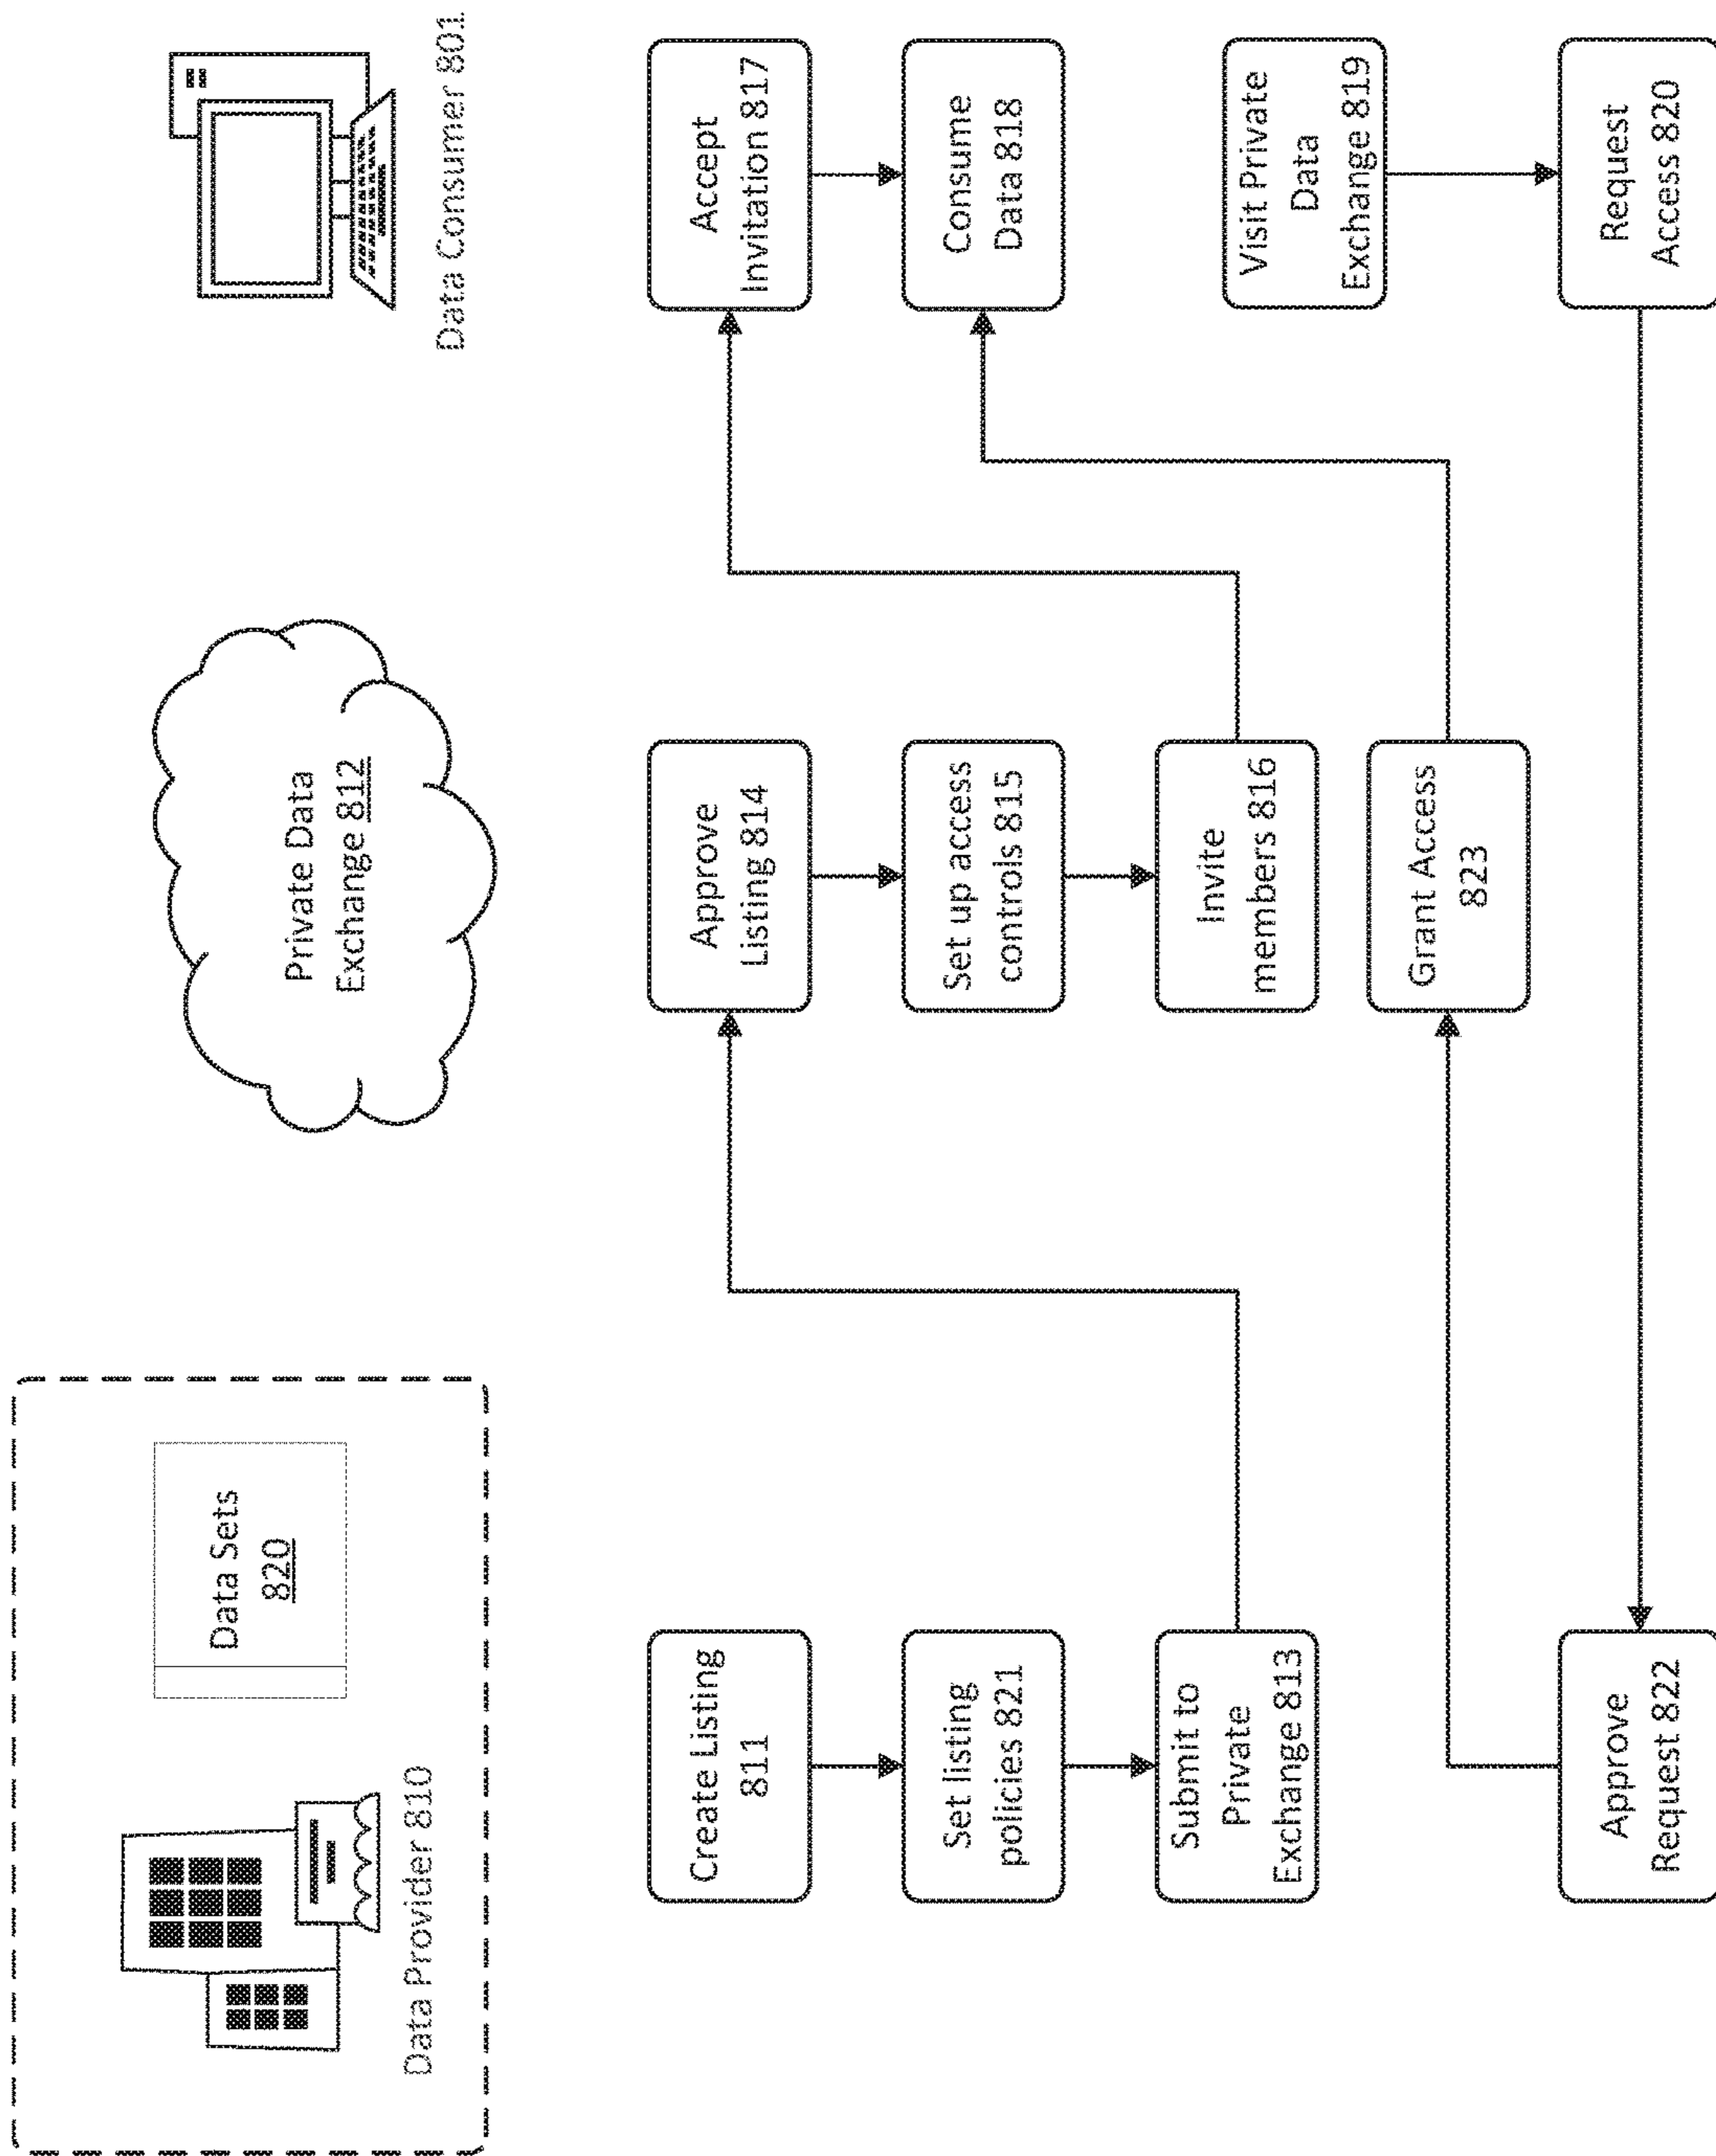 Data Provider 810
Data Sets
820
Private Data
Exchange 812
Data Consumer 801
Create Listing
811
Set listing
policies 821
Submit to
Private
Exchange 813
Approve
Request 822
Approve
Listing 814
Set up access
controls 815
Invite
members 816
Grant Access
823
Accept
Invitation 817
Consume
Data 818
Visit Private
Data
Exchange 819
Request
Access 820